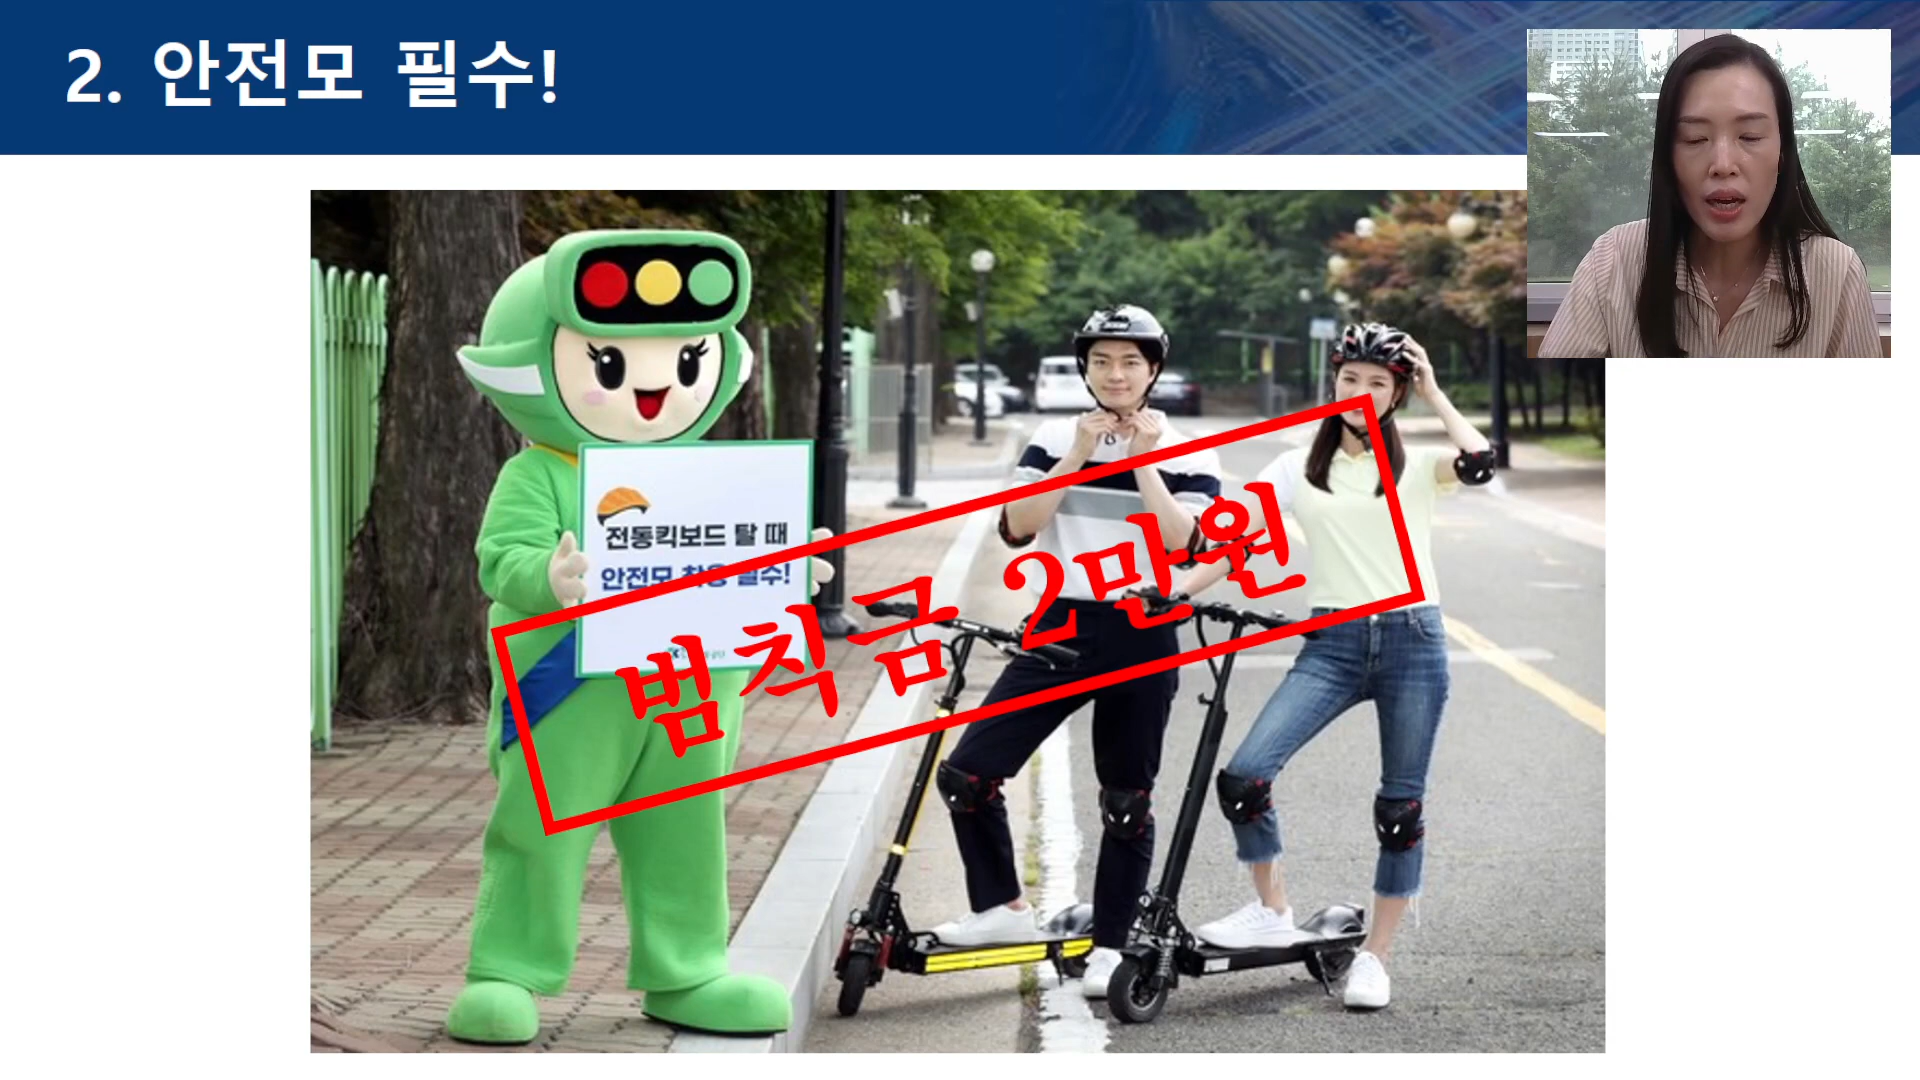 2. 안전모 필수!
전동킥보드 탈 때
안전모 착용 필수!
범칙금 2만원